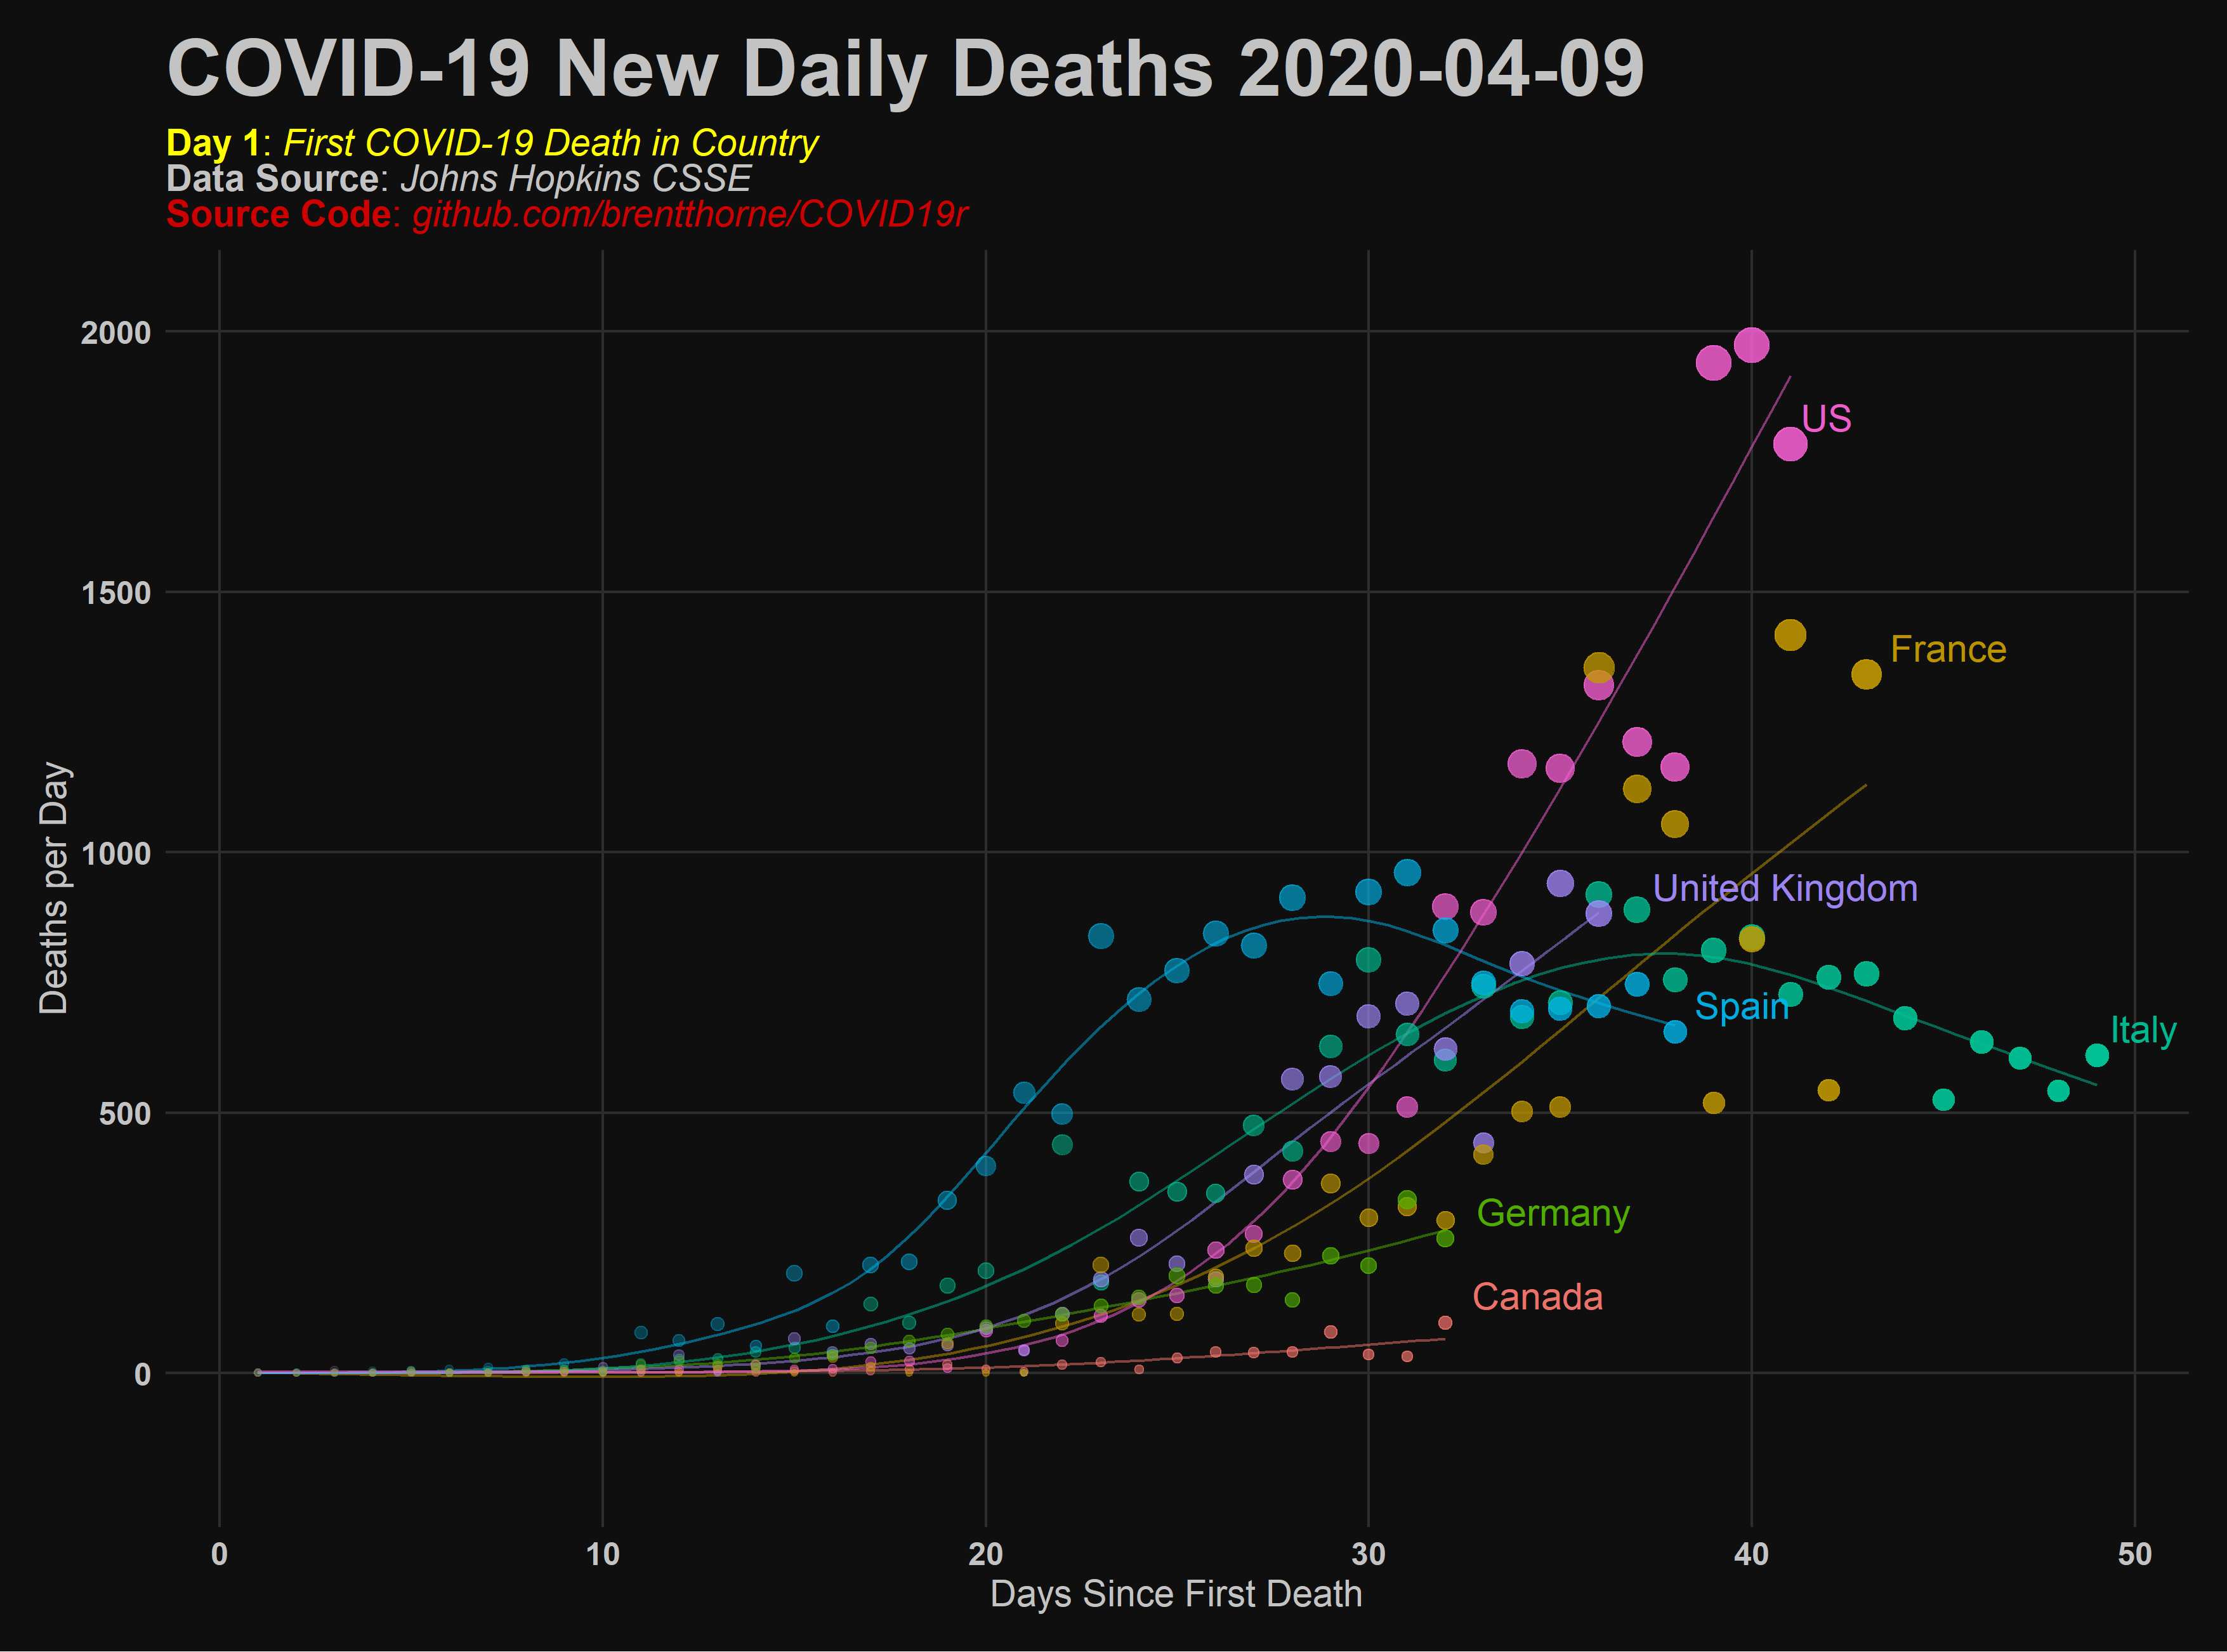 COVID-19 New Daily Deaths 2020-04-09
Day 1: First COVID-19 Death in Country
Data Source: Johns Hopkins CSSE
Source Code: github.com/brentthorne/COVID19r
2000
1500
1000
500
0
Deaths per Day
US
France
United Kingdom
Spain
Italy
Germany
Canada
0 10 20 30 40 50
Days Since First Death